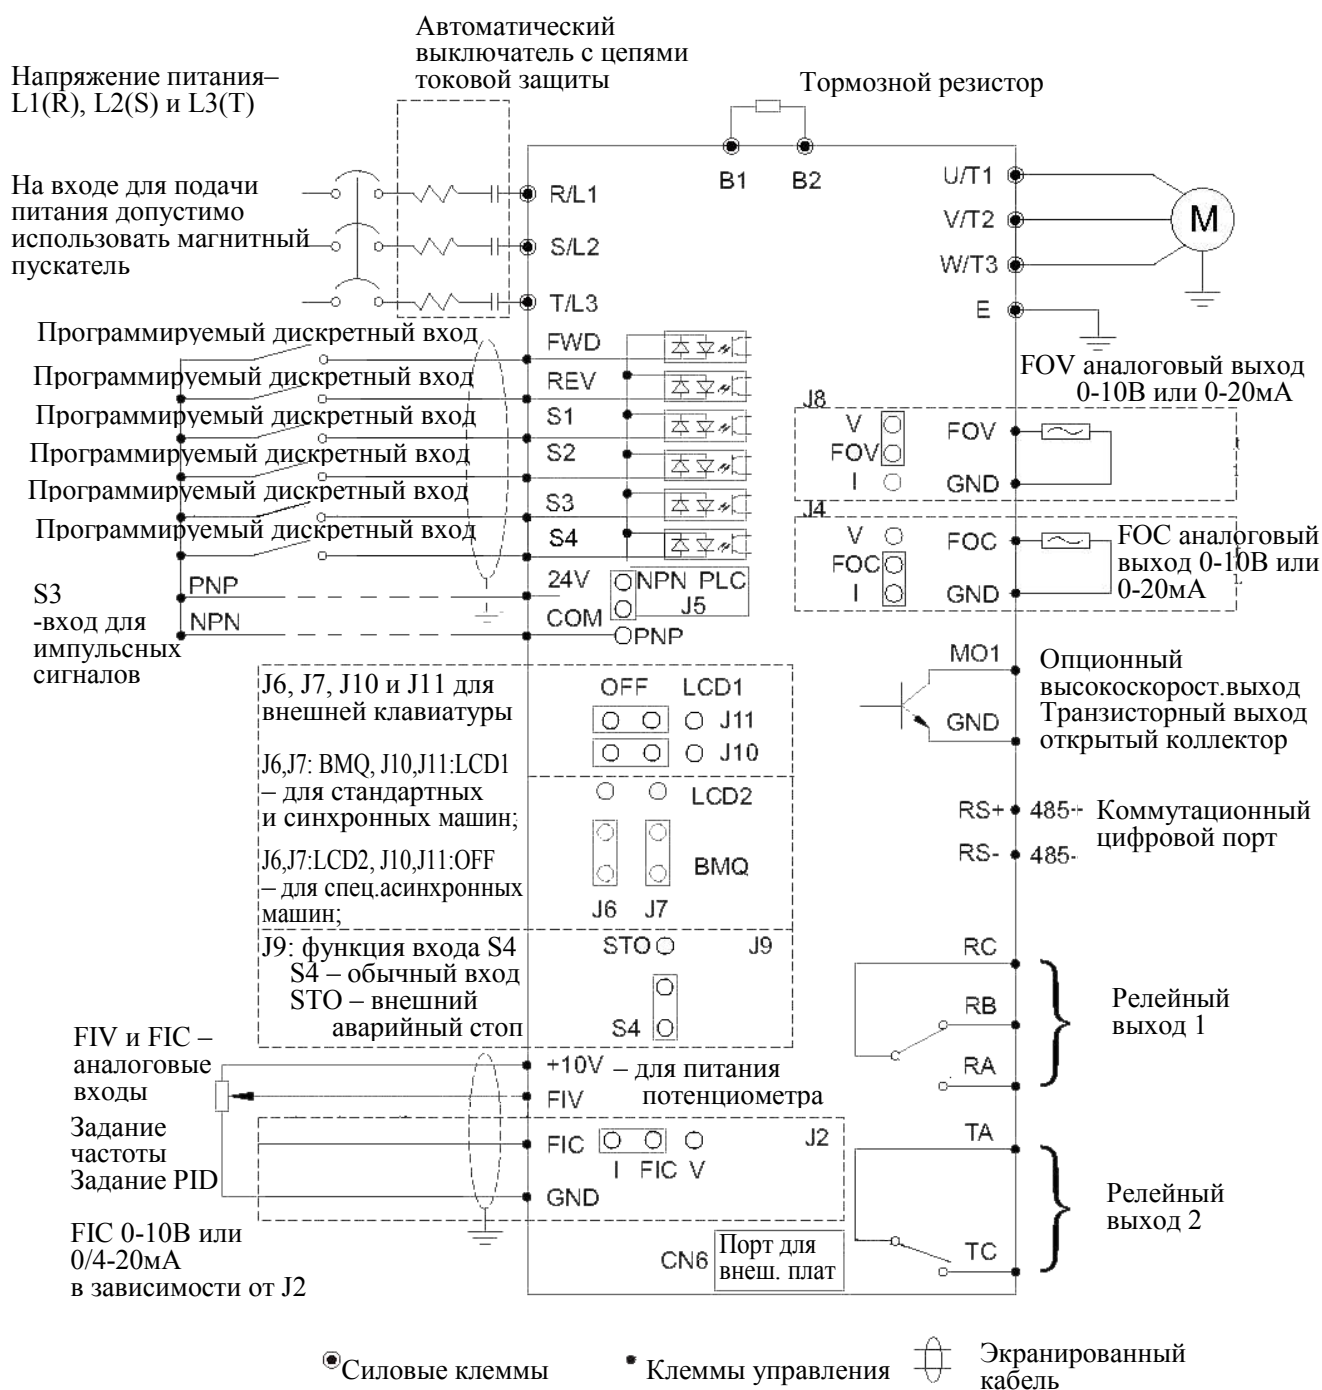 Автоматический
выключатель с цепями
токовой защиты
Напряжение питания–
L1(R), L2(S) и L3(T)
Тормозной резистор
На входе для подачи
питания допустимо
использовать магнитный
пускатель
B1 B2
R/L1
S/L2
T/L3
U/T1
V/T2
W/T3
E
M
Программируемый дискретный вход
FWD
Программируемый дискретный вход
REV
Программируемый дискретный вход
S1
Программируемый дискретный вход
S2
Программируемый дискретный вход
S3
Программируемый дискретный вход
S4
FOV аналоговый выход
0-10В или 0-20мА
J8
V
FOV
I
FOV
GND
J4
V
FOC
I
FOC
GND
FOC аналоговый
выход 0-10В или
0-20мА
S3
-вход для
импульсных
сигналов
PNP
NPN
24V
COM
NPN PLC
J5
PNP
MO1
GND
Опционный
высокоскорост.выход
Транзисторный выход
открытый коллектор
J6, J7, J10 и J11 для
внешней клавиатуры
OFF LCD1
J11
J10
J6,J7: BMQ, J10,J11:LCD1
– для стандартных
и синхронных машин;
LCD2
J6,J7:LCD2, J10,J11:OFF
– для спец.асинхронных
машин;
BMQ
J6 J7
RS+ 485+
RS- 485-
Коммутационный
цифровой порт
J9: функция входа S4
S4 – обычный вход
STO – внешний
аварийный стоп
STO J9
S4
RC
RB
RA
Релейный
выход 1
FIV и FIC –
аналоговые
входы
+10V – для питания
потенциометра
FIV
Задание
частоты
Задание PID
FIC
J2
I FIC V
GND
FIC 0-10В или
0/4-20мА
в зависимости от J2
TA
TC
Релейный
выход 2
CN6
Порт для
внеш. плат
Силовые клеммы
Клеммы управления
Экранированный
кабель